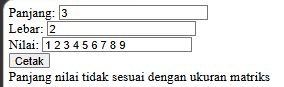 Panjang: 3
Lebar: 2
Nilai: 1 2 3 4 5 6 7 8 9
Cetak
Panjang nilai tidak sesuai dengan ukuran matriks